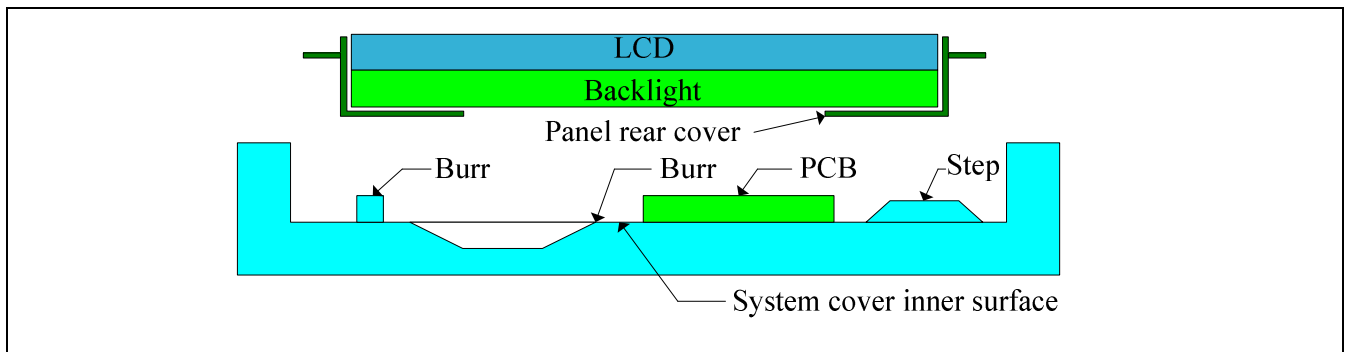 LCD
Backlight
Panel rear cover
Burr
Burr
PCB
Step
System cover inner surface